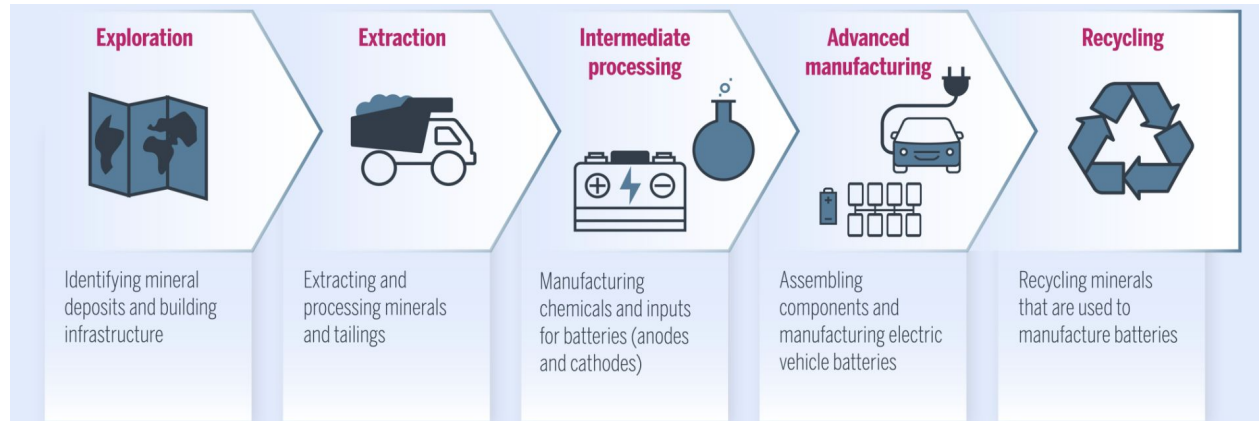 Exploration
Identifying mineral
deposits and building
infrastructure
Extraction
Extracting and
processing minerals
and tailings
Intermediate
processing
Manufacturing
chemicals and inputs
for batteries (anodes
and cathodes)
Advanced
manufacturing
Assembling
components and
manufacturing electric
vehicle batteries
Recycling
Recycling minerals
that are used to
manufacture batteries